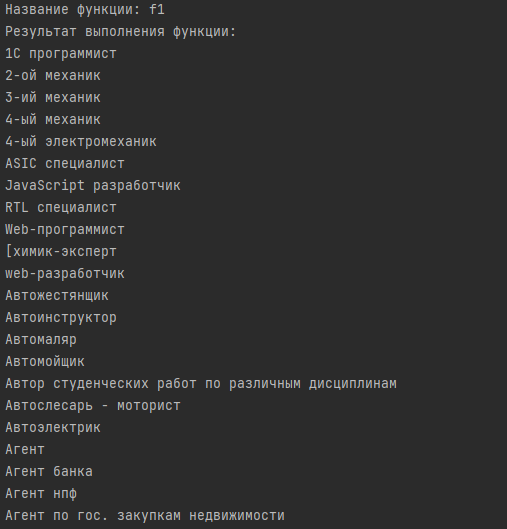 Название функции: f1
Результат выполнения функции:
1С программист
2-ой механик
3-ий механик
4-ый механик
4-ый электромеханик
ASIC специалист
JavaScript разработчик
RTL специалист
Web-программист
[химик-эксперт
web-разработчик
Автожестянщик
Автоинструктор
Автомаляр
Автомойщик
Автор студенческих работ по различным дисциплинам
Автослесарь - моторист
Автоэлектрик
Агент
Агент банка
Агент нпф
Агент по гос. закупкам недвижимости